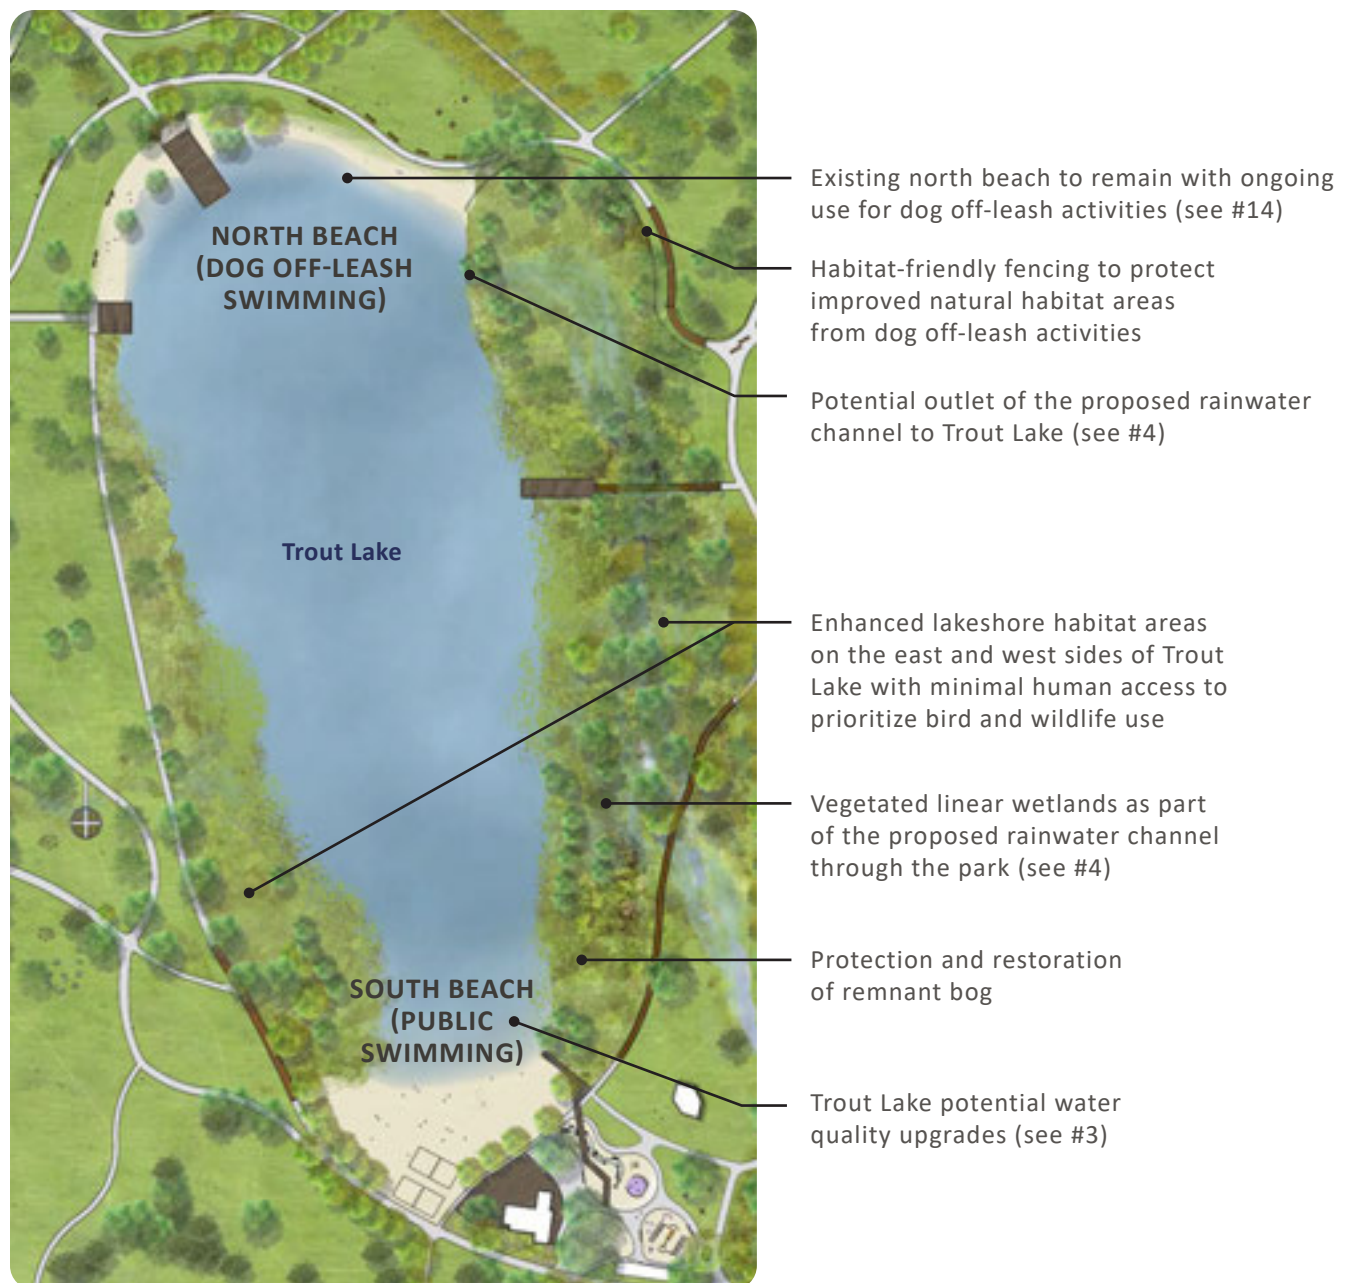 NORTH BEACH
(DOG OFF-LEASH
SWIMMING)
Trout Lake
SOUTH BEACH
(PUBLIC
SWIMMING)
Existing north beach to remain with ongoing
use for dog off-leash activities (see #14)
Habitat-friendly fencing to protect
improved natural habitat areas
from dog off-leash activities
Potential outlet of the proposed rainwater
channel to Trout Lake (see #4)
Enhanced lakeshore habitat areas
on the east and west sides of Trout
Lake with minimal human access to
prioritize bird and wildlife use
Vegetated linear wetlands as part
of the proposed rainwater channel
through the park (see #4)
Protection and restoration
of remnant bog
Trout Lake potential water
quality upgrades (see #3)